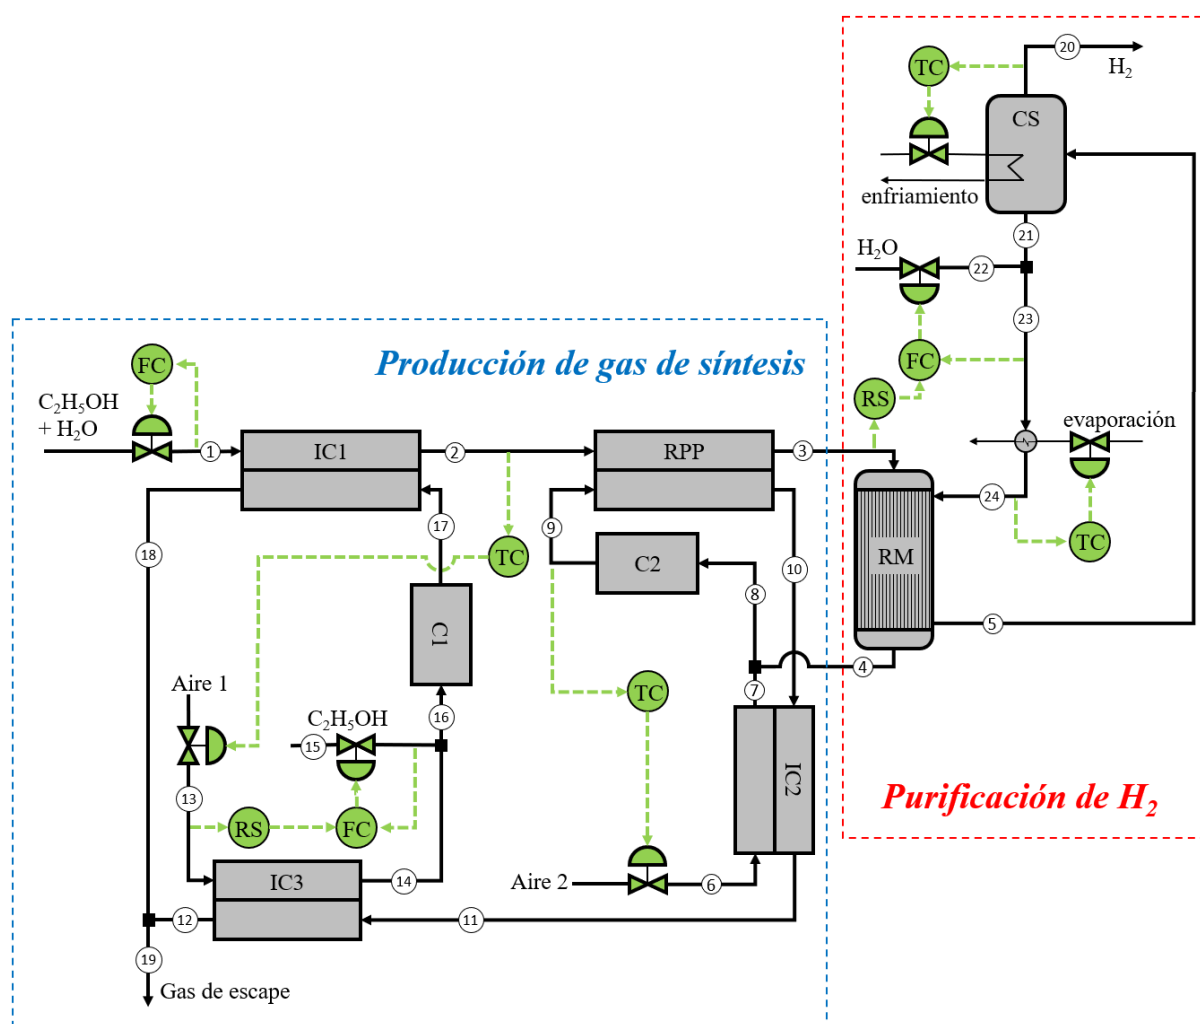 TC
20
H₂
CS
enfriamiento
21
H₂O
22
23
FC
RS
evaporación
24
TC
RM
5
4
Purificación de H₂
Producción de gas de síntesis
FC
C₂H₅OH
+ H₂O
1
IC1
2
RPP
3
17
9
18
TC
C2
10
8
C1
Aire 1
TC
7
16
C₂H₅OH
15
IC2
13
RS
FC
IC3
14
Aire 2
6
12
11
19
Gas de escape